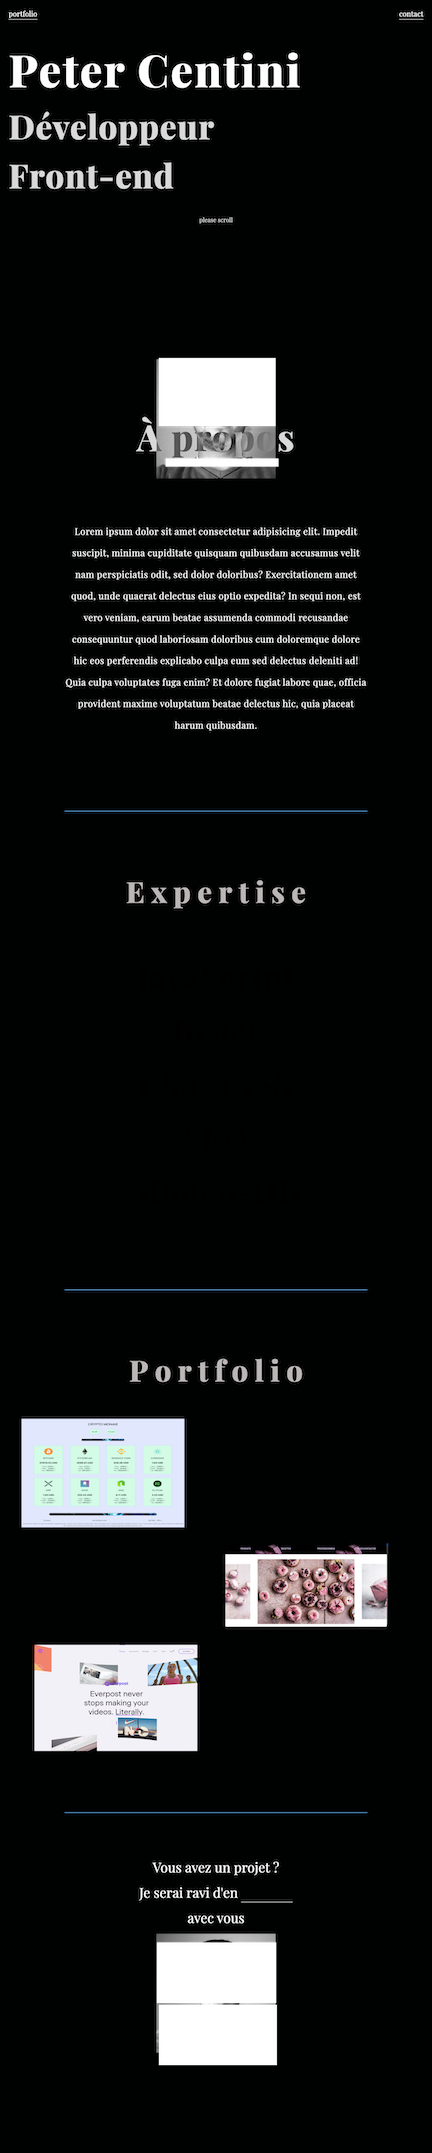 portfolio
contact
Peter Centini
Développeur
Front-end
please scroll
À propos
Lorem ipsum dolor sit amet consectetur adipisicing elit. Impedit
suscipit, minima cupiditate quisquam quibusdam accusamus velit
nam perspiciatis odit, sed dolor doloribus? Exercitationem amet
quod, unde quaerat delectus eius optio expedita? In sequi non, est
vero veniam, earum beatae assumenda commodi recusandae
consequuntur quod laboriosam doloribus cum doloremque dolore
hic eos perferendis explicabo culpa eum sed delectus deleniti ad!
Quia culpa voluptates fuga enim? Et dolore fugiat labore quae, officia
provident maxime voluptatum beatae delectus hic, quia placeat
harum quibusdam.
Expertise
Portfolio
Everpost never
stops making your
videos. Literally.
Vous avez un projet ?
Je serai ravi d'en
avec vous